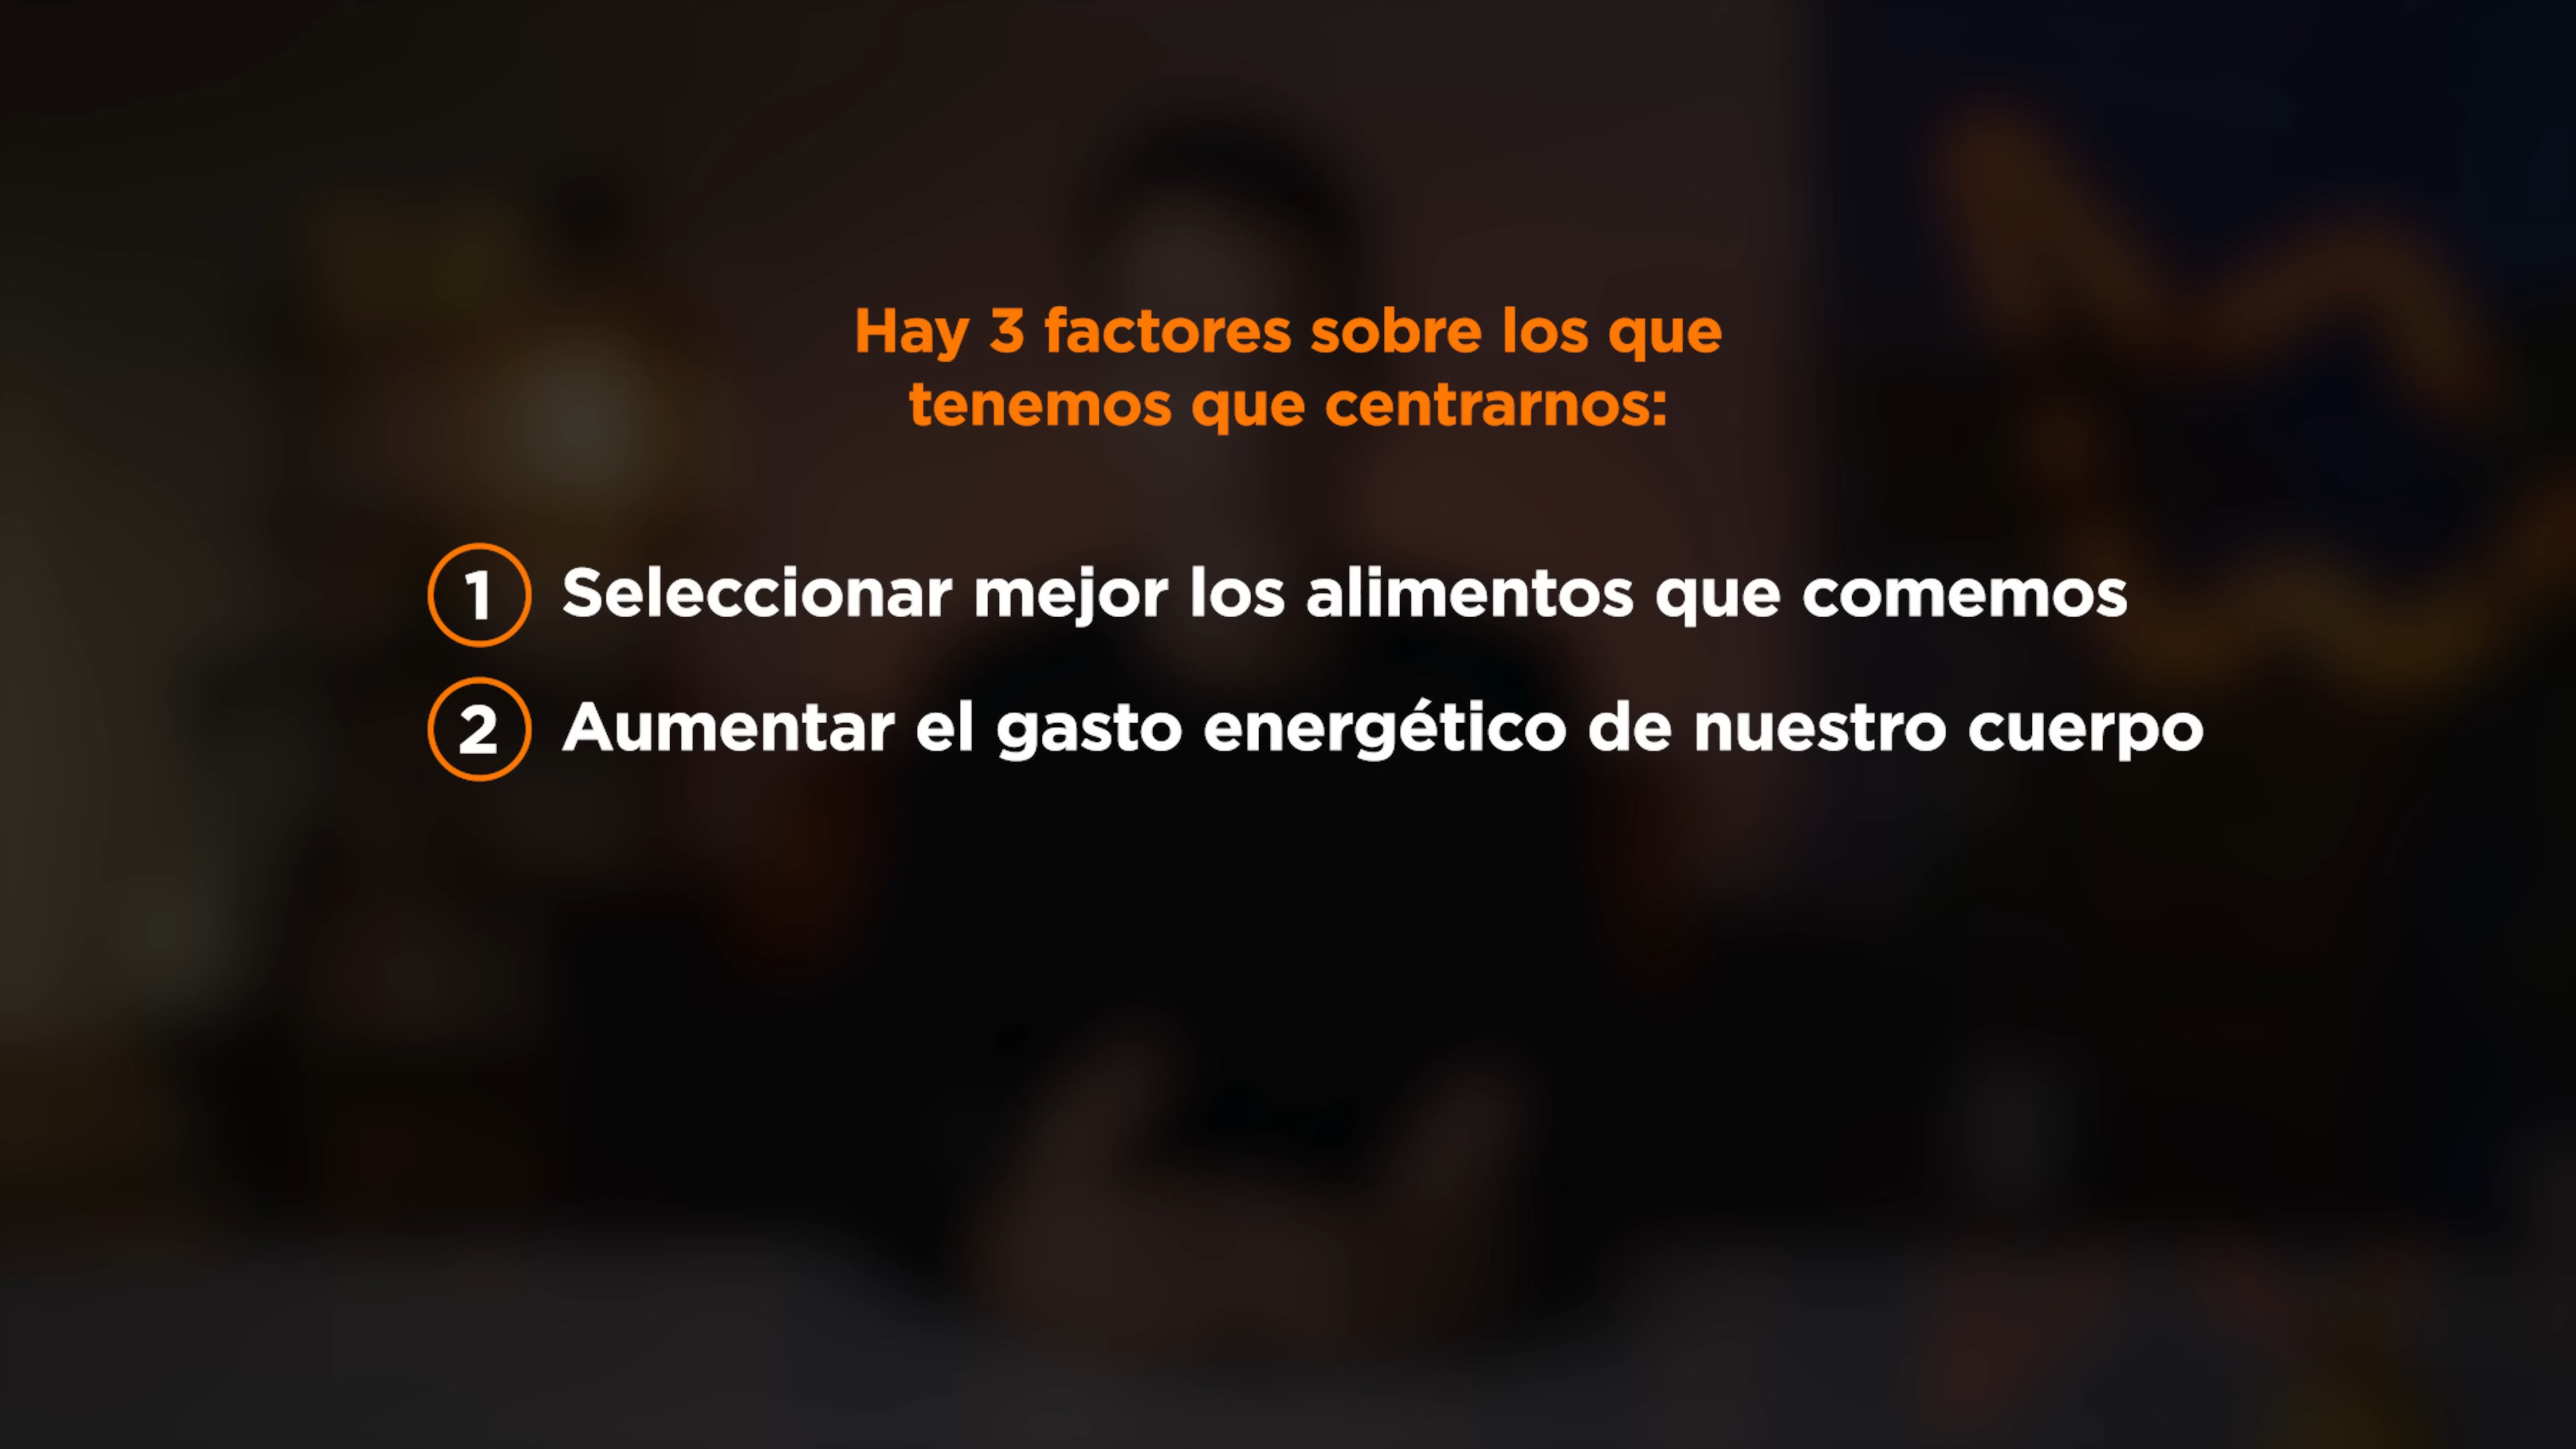 Hay 3 factores sobre los que
tenemos que centrarnos:
1 Seleccionar mejor los alimentos que comemos
2 Aumentar el gasto energético de nuestro cuerpo